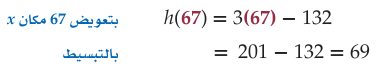 h(67) = 3(67) − 132 بتعويض 67 مكان x
= 201 − 132 = 69 بالتبسيط